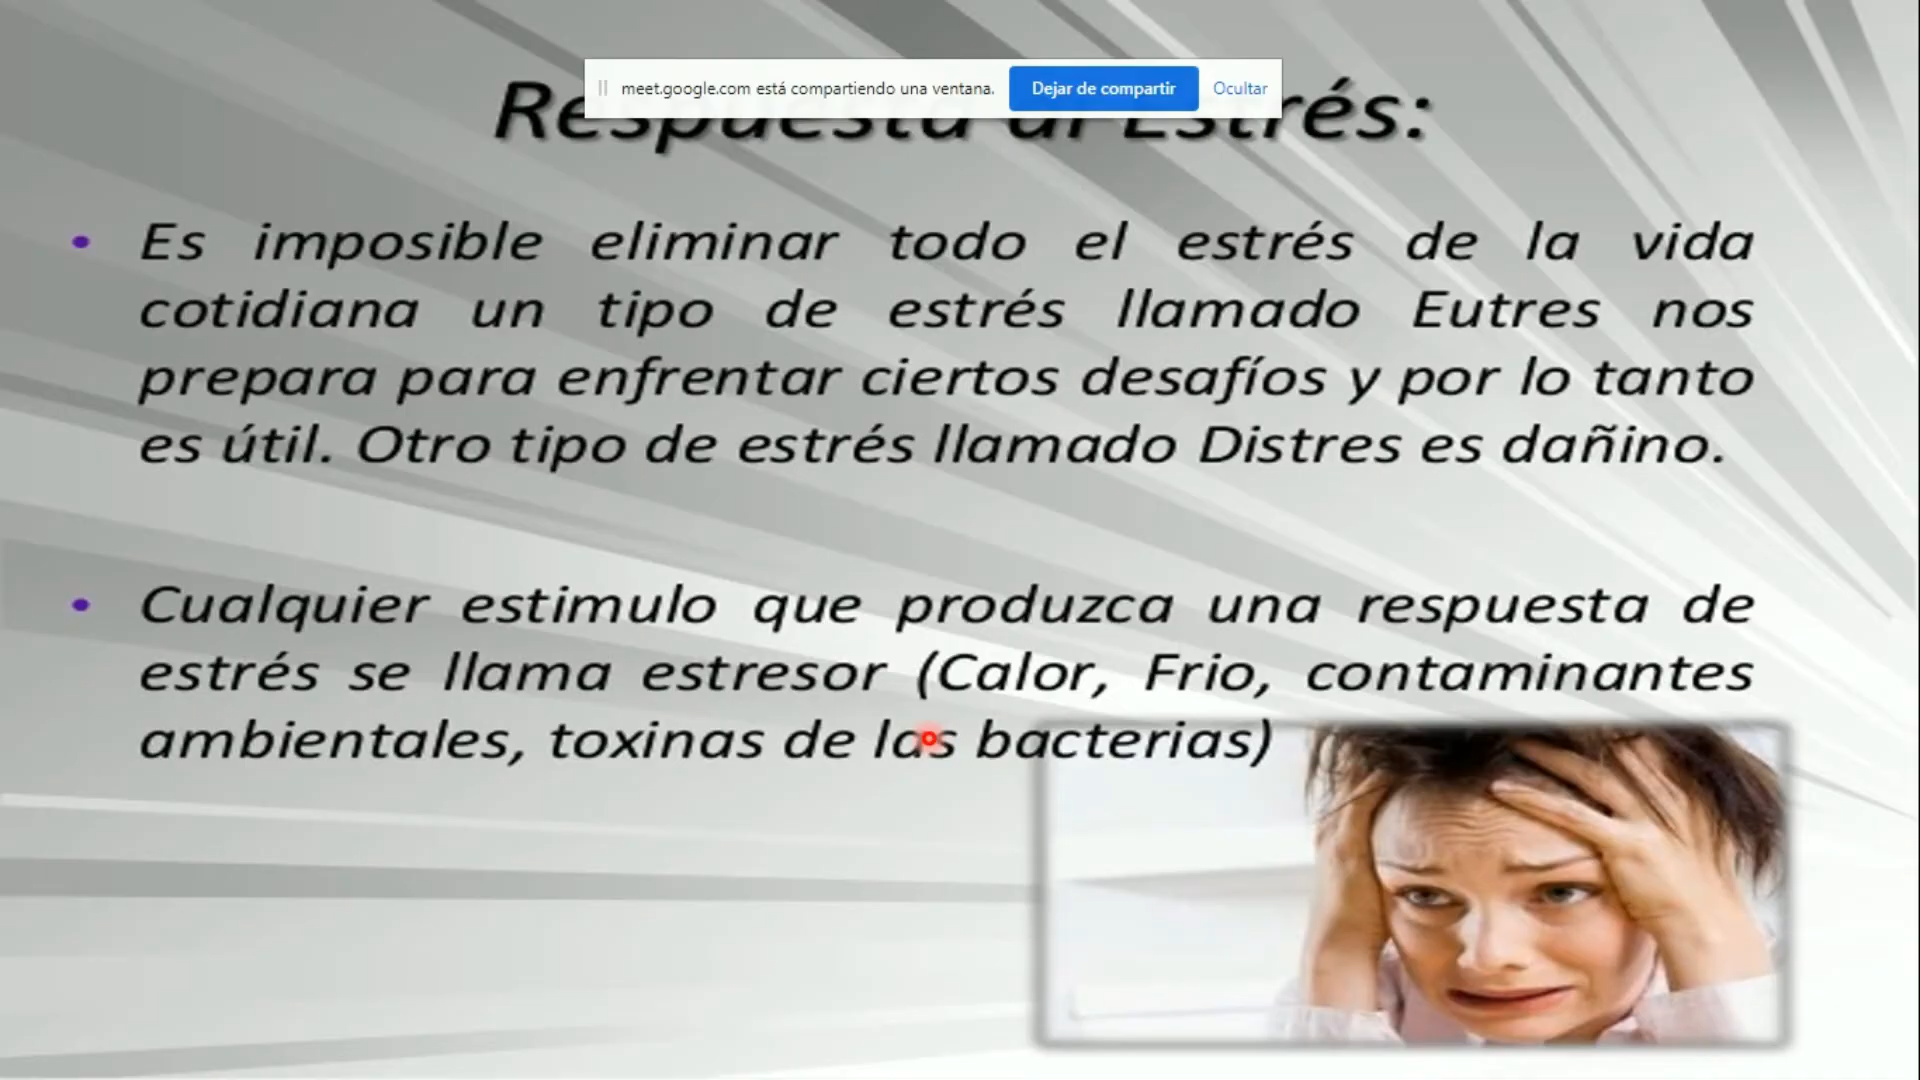 meet.google.com está compartiendo una ventana. Dejar de compartir Ocultar
Respuesta al Estrés:
• Es imposible eliminar todo el estrés de la vida
cotidiana un tipo de estrés llamado Eutres nos
prepara para enfrentar ciertos desafíos y por lo tanto
es útil. Otro tipo de estrés llamado Distres es dañino.
• Cualquier estimulo que produzca una respuesta de
estrés se llama estresor (Calor, Frio, contaminantes
ambientales, toxinas de las bacterias)